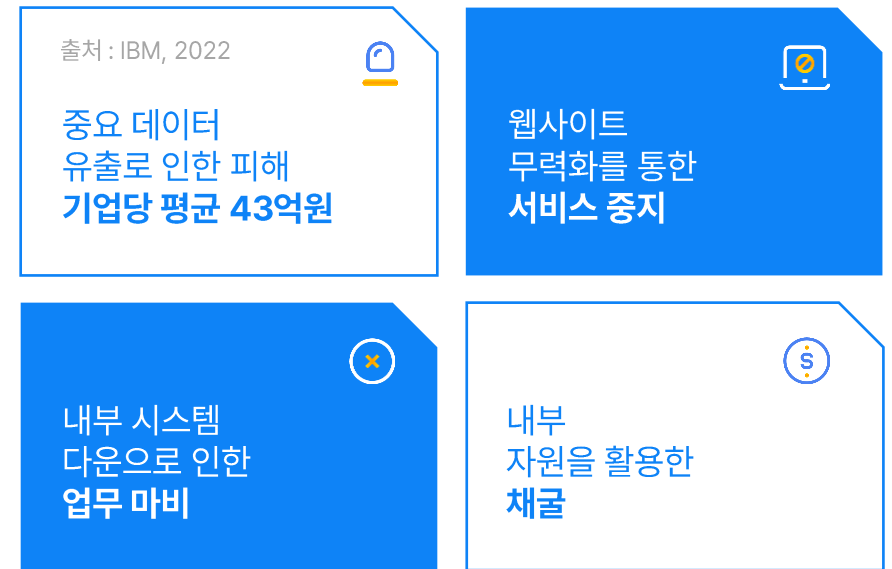 출처 : IBM, 2022
중요 데이터
유출로 인한 피해
기업당 평균 43억원
웹사이트
무력화를 통한
서비스 중지
내부 시스템
다운으로 인한
업무 마비
내부
자원을 활용한
채굴